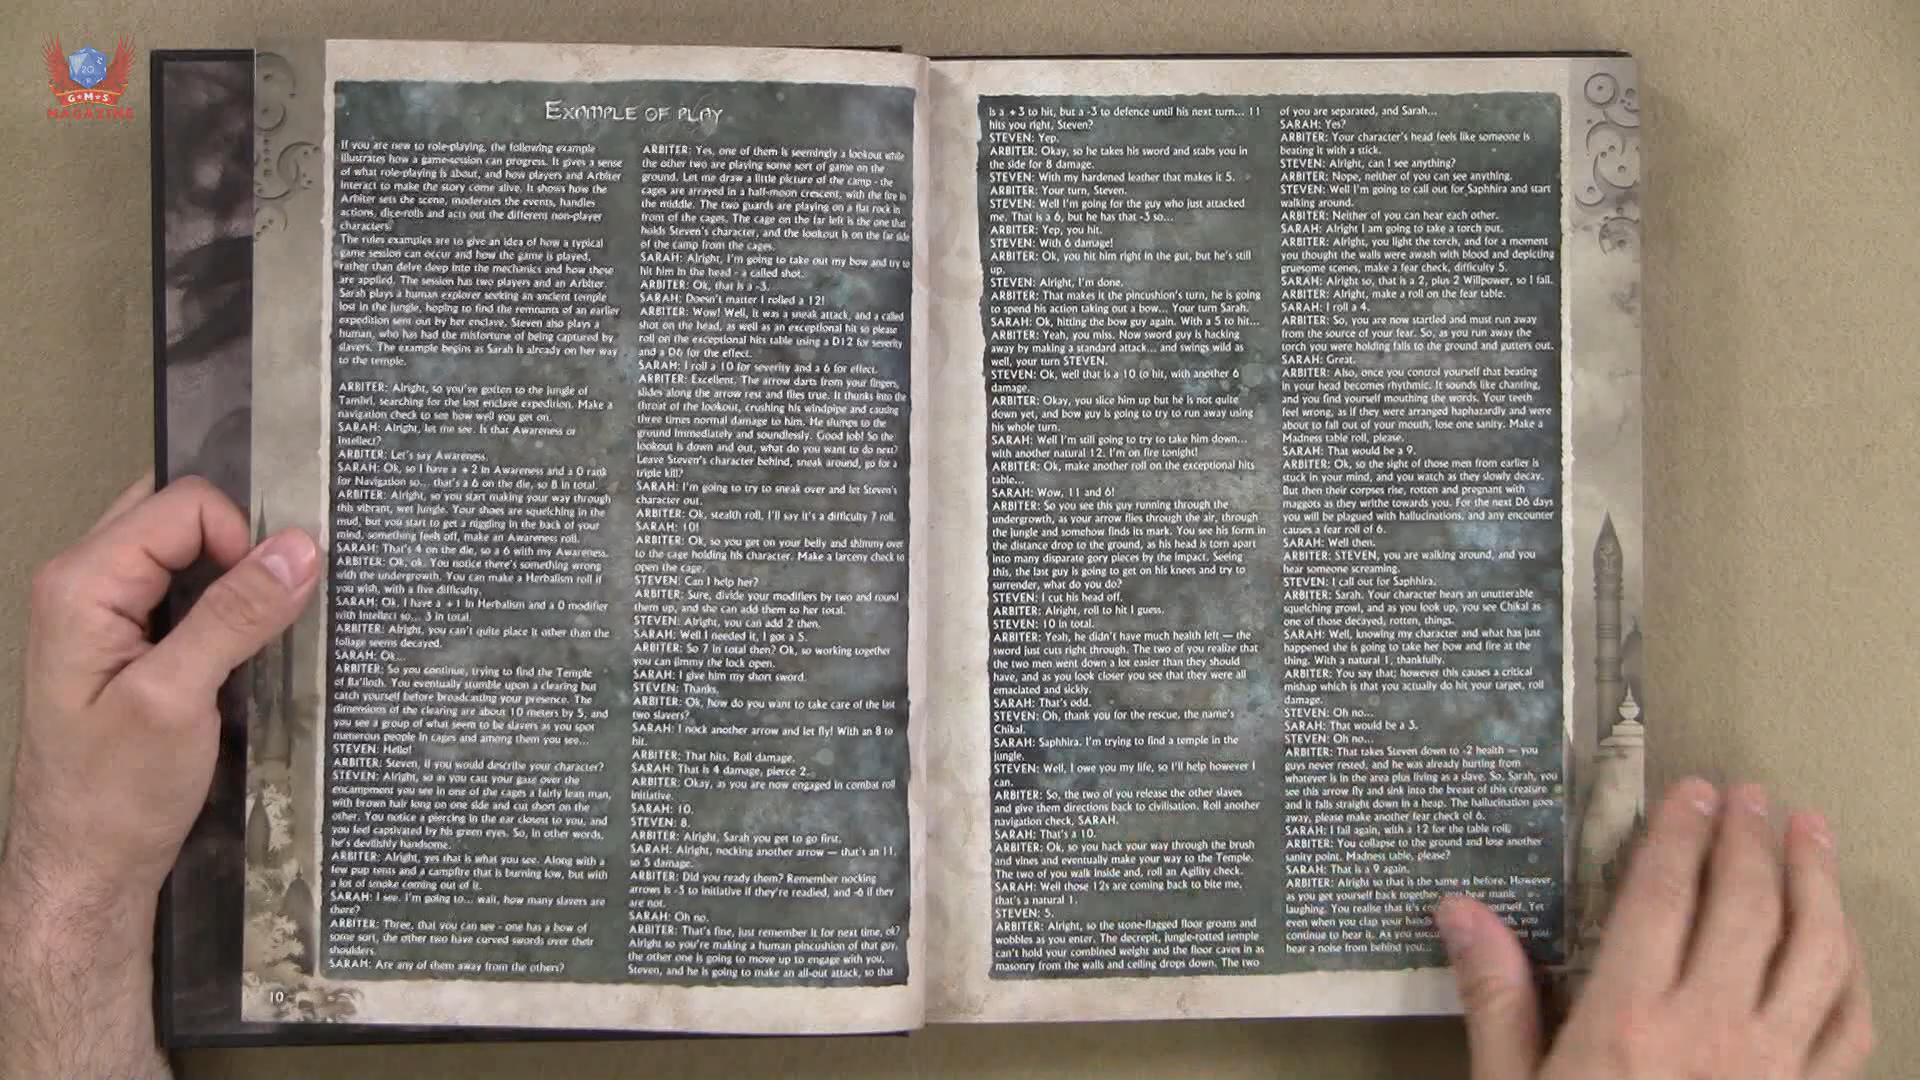 20
G★M★S
MAGAZINE
EXAMPLE OF PLAY
If you are new to role-playing, the following example
illustrates how a game-session can progress. It gives a sense
of what role-playing is about, and how players and Arbiter
interact to make the story come alive. It shows how the
Arbiter sets the scene, moderates the events, handles
actions, dice-rolls and acts out the different non-player
characters.
The rules examples are to give an idea of how a typical
game session can occur and how the game is played,
rather than delve deep into the mechanics and how these
are applied. The session has two players and an Arbiter.
Sarah plays a human explorer seeking an ancient temple
lost in the jungle, hoping to find the remnants of an earlier
expedition sent out by her enclave. Steven also plays a
human, who has had the misfortune of being captured by
slavers. The example begins as Sarah is already on her way
to the temple.
ARBITER: Alright, so you've gotten to the jungle of
Tamiri, searching for the lost enclave expedition. Make a
navigation check to see how well you get on.
SARAH: Alright, let me see. Is that Awareness or
Intellect?
ARBITER: Let's say Awareness.
SARAH: Ok, so I have a +2 in Awareness and a 0 rank
for Navigation so... that's a 6 on the die, so 8 in total.
ARBITER: Alright, so you start making your way through
this vibrant, wet jungle. Your shoes are squelching in the
mud, but you start to get a niggling in the back of your
mind, something feels off, make an Awareness roll.
SARAH: That's 4 on the die, so a 6 with my Awareness.
ARBITER: Ok, ok. You notice there's something wrong
with the undergrowth. You can make a Herbalism roll if
you wish, with a five difficulty.
SARAH: Ok, I have a +1 in Herbalism and a 0 modifier
with Intellect so... 3 in total.
ARBITER: Alright, you can't quite place it other than the
foliage seems decayed.
SARAH: Ok...
ARBITER: So you continue, trying to find the Temple
of You eventually stumble upon a clearing but
catch yourself before broadcasting your presence. The
dimensions of the clearing are about 10 meters by 5, and
you see a group of what seem to be slavers as you spot
numerous people in cages and among them you see...
STEVEN: Hello!
ARBITER: Steven, if you would describe your character?
STEVEN: Alright, so as you cast your gaze over the
encampment you see in one of the cages a fairly lean man,
with brown hair long on one side and cut short on the
other. You notice a piercing in the ear closest to you, and
you feel captivated by his green eyes. So, in other words,
he's devilishly handsome.
ARBITER: Alright, yes that is what you see. Along with a
few pup tents and a campfire that is burning low, but with
a lot of smoke coming out of it.
SARAH: I see. I'm going to... wait, how many slavers are
there?
ARBITER: Three, that you can see - one has a bow of
some sort, the other two have curved swords over their
shoulders.
SARAH: Are any of them away from the others?
10
ARBITER: Yes, one of them is seemingly a lookout while
the other two are playing some sort of game on the
ground. Let me draw a little picture of the camp - the
cages are arrayed in a half-moon crescent, with the fire in
the middle. The two guards are playing on a flat rock in
front of the cages. The cage on the far left is the one that
holds Steven's character, and the lookout is on the far side
of the camp from the cages.
SARAH: Alright, I'm going to take out my bow and try to
hit him in the head - a called shot.
ARBITER: Ok, that is a -3.
SARAH: Doesn't matter I rolled a 12!
ARBITER: Wow! Well, it was a sneak attack, and a called
shot on the head, as well as an exceptional hit so please
roll on the exceptional hits table using a D12 for severity
and a D6 for the effect.
SARAH: I roll a 10 for severity and a 6 for effect.
ARBITER: Excellent. The arrow darts from your fingers,
slides along the arrow rest and flies true. It thunks into the
throat of the lookout, crushing his windpipe and causing
three times normal damage to him. He slumps to the
ground immediately and soundlessly. Good job! So the
lookout is down and out, what do you want to do next?
Leave Steven's character behind, sneak around, go for a
triple kill?
SARAH: I'm going to try to sneak over and let Steven's
character out.
ARBITER: Ok, stealth roll, I'll say it's a difficulty 7 roll.
SARAH: 10!
ARBITER: Ok, so you get on your belly and shimmy over
to the cage holding his character. Make a larceny check to
open the cage.
STEVEN: Can I help her?
ARBITER: Sure, divide your modifiers by two and round
them up, and she can add them to her total.
STEVEN: Alright, you can add 2 then.
SARAH: Well I needed it, I got a 5.
ARBITER: So 7 in total then? Ok, so working together
you can jimmy the lock open.
SARAH: I give him my short sword.
STEVEN: Thanks.
ARBITER: Ok, how do you want to take care of the last
two slavers?
SARAH: I nock another arrow and let fly! With an 8 to
hit.
ARBITER: That hits. Roll damage.
SARAH: That is 4 damage, pierce 2.
ARBITER: Okay, as you are now engaged in combat roll
initiative.
SARAH: 10.
STEVEN: 8.
ARBITER: Alright, Sarah you get to go first.
SARAH: Alright, nocking another arrow — that's an 11,
so 5 damage.
ARBITER: Did you ready them? Remember nocking
arrows is -3 to initiative if they're readied, and -6 if they
are not.
SARAH: Oh no.
ARBITER: That's fine, just remember it for next time, ok?
Alright so you're making a human pincushion of that guy,
the other one is going to move up to engage with you,
Steven, and he is going to make an all-out attack, so that
is a +3 to hit, but a -3 to defence until his next turn... 11
hits you right, Steven?
STEVEN: Yep.
ARBITER: Okay, so he takes his sword and stabs you in
the side for 8 damage.
STEVEN: With my hardened leather that makes it 5.
ARBITER: Your turn, Steven.
STEVEN: Well I'm going for the guy who just attacked
me. That is a 6, but he has that -3 so...
ARBITER: Yep, you hit.
STEVEN: With 6 damage!
ARBITER: Ok, you hit him right in the gut, but he's still
up.
STEVEN: Alright, I'm done.
ARBITER: That makes it the pincushion's turn, he is going
to spend his action taking out a bow... Your turn Sarah.
SARAH: Ok, hitting the bow guy again. With a 5 to hit...
ARBITER: Yeah, you miss. Now sword guy is hacking
away by making a standard attack... and swings wild as
well, your turn STEVEN.
STEVEN: Ok, well that is a 10 to hit, with another 6
damage.
ARBITER: Okay, you slice him up but he is not quite
down yet, and bow guy is going to try to run away using
his whole turn.
SARAH: Well I'm still going to try to take him down...
with another natural 12. I'm on fire tonight!
ARBITER: Ok, make another roll on the exceptional hits
table...
SARAH: Wow, 11 and 6!
ARBITER: So you see this guy running through the
undergrowth, as your arrow flies through the air, through
the jungle and somehow finds its mark. You see his form in
the distance drop to the ground, as his head is torn apart
into many disparate gory pieces by the impact. Seeing
this, the last guy is going to get on his knees and try to
surrender, what do you do?
STEVEN: I cut his head off.
ARBITER: Alright, roll to hit I guess.
STEVEN: 10 in total.
ARBITER: Yeah, he didn't have much health left — the
sword just cuts right through. The two of you realize that
the two men went down a lot easier than they should
have, and as you look closer you see that they were all
emaciated and sickly.
SARAH: That's odd.
STEVEN: Oh, thank you for the rescue, the name's
Chikal.
SARAH: Saphhira. I'm trying to find a temple in the
jungle.
STEVEN: Well, I owe you my life, so I'll help however I
can.
ARBITER: So, the two of you release the other slaves
and give them directions back to civilisation. Roll another
navigation check, SARAH.
SARAH: That's a 10.
ARBITER: Ok, so you hack your way through the brush
and vines and eventually make your way to the Temple.
The two of you walk inside and, roll an Agility check.
SARAH: Well those 12s are coming back to bite me,
that's a natural 1.
STEVEN: 5.
ARBITER: Alright, so the stone-flagged floor groans and
wobbles as you enter. The decrepit, jungle-rotted temple
can't hold your combined weight and the floor caves in as
masonry from the walls and ceiling drops down. The two
of you are separated, and Sarah...
SARAH: Yes?
ARBITER: Your character's head feels like someone is
beating it with a stick.
STEVEN: Alright, can I see anything?
ARBITER: Nope, neither of you can see anything.
STEVEN: Well I'm going to call out for Saphhira and start
walking around.
ARBITER: Neither of you can hear each other.
SARAH: Alright I am going to take a torch out.
ARBITER: Alright, you light the torch, and for a moment
you thought the walls were awash with blood and depicting
gruesome scenes, make a fear check, difficulty 5.
SARAH: Alright so, that is a 2, plus 2 Willpower, so I fail.
ARBITER: Alright, make a roll on the fear table.
SARAH: I roll a 4.
ARBITER: So, you are now startled and must run away
from the source of your fear. So, as you run away the
torch you were holding falls to the ground and gutters out.
SARAH: Great.
ARBITER: Also, once you control yourself that beating
in your head becomes rhythmic. It sounds like chanting,
and you find yourself mouthing the words. Your teeth
feel wrong, as if they were arranged haphazardly and were
about to fall out of your mouth, lose one sanity. Make a
Madness table roll, please.
SARAH: That would be a 9.
ARBITER: Ok, so the sight of those men from earlier is
stuck in your mind, and you watch as they slowly decay.
But then their corpses rise, rotten and pregnant with
maggots as they writhe towards you. For the next D6 days
you will be plagued with hallucinations, and any encounter
causes a fear roll of 6.
SARAH: Well then.
ARBITER: STEVEN, you are walking around, and you
hear someone screaming.
STEVEN: I call out for Saphhira.
ARBITER: Sarah. Your character hears an unutterable
squelching growl, and as you look up, you see Chikal as
one of those decayed, rotten, things.
SARAH: Well, knowing my character and what has just
happened she is going to take her bow and fire at the
thing. With a natural 1, thankfully.
ARBITER: You say that; however this causes a critical
mishap which is that you actually do hit your target, roll
damage.
STEVEN: Oh no...
SARAH: That would be a 3.
STEVEN: Oh no...
ARBITER: That takes Steven down to -2 health — you
guys never rested, and he was already hurting from
whatever is in the area plus living as a slave. So, Sarah, you
see this arrow fly and sink into the breast of this creature
and it falls straight down in a heap. The hallucination goes
away, please make another fear check of 6.
SARAH: I fail again, with a 12 for the table roll.
ARBITER: You collapse to the ground and lose another
sanity point. Madness table, please?
SARAH: That is a 9 again.
ARBITER: Alright so that is the same as before. However,
as you get yourself back together, you hear manic
laughing. You realise that it's yourself. Yet
even when you clap your hands you
continue to hear it. As you you
hear a noise from behind you...